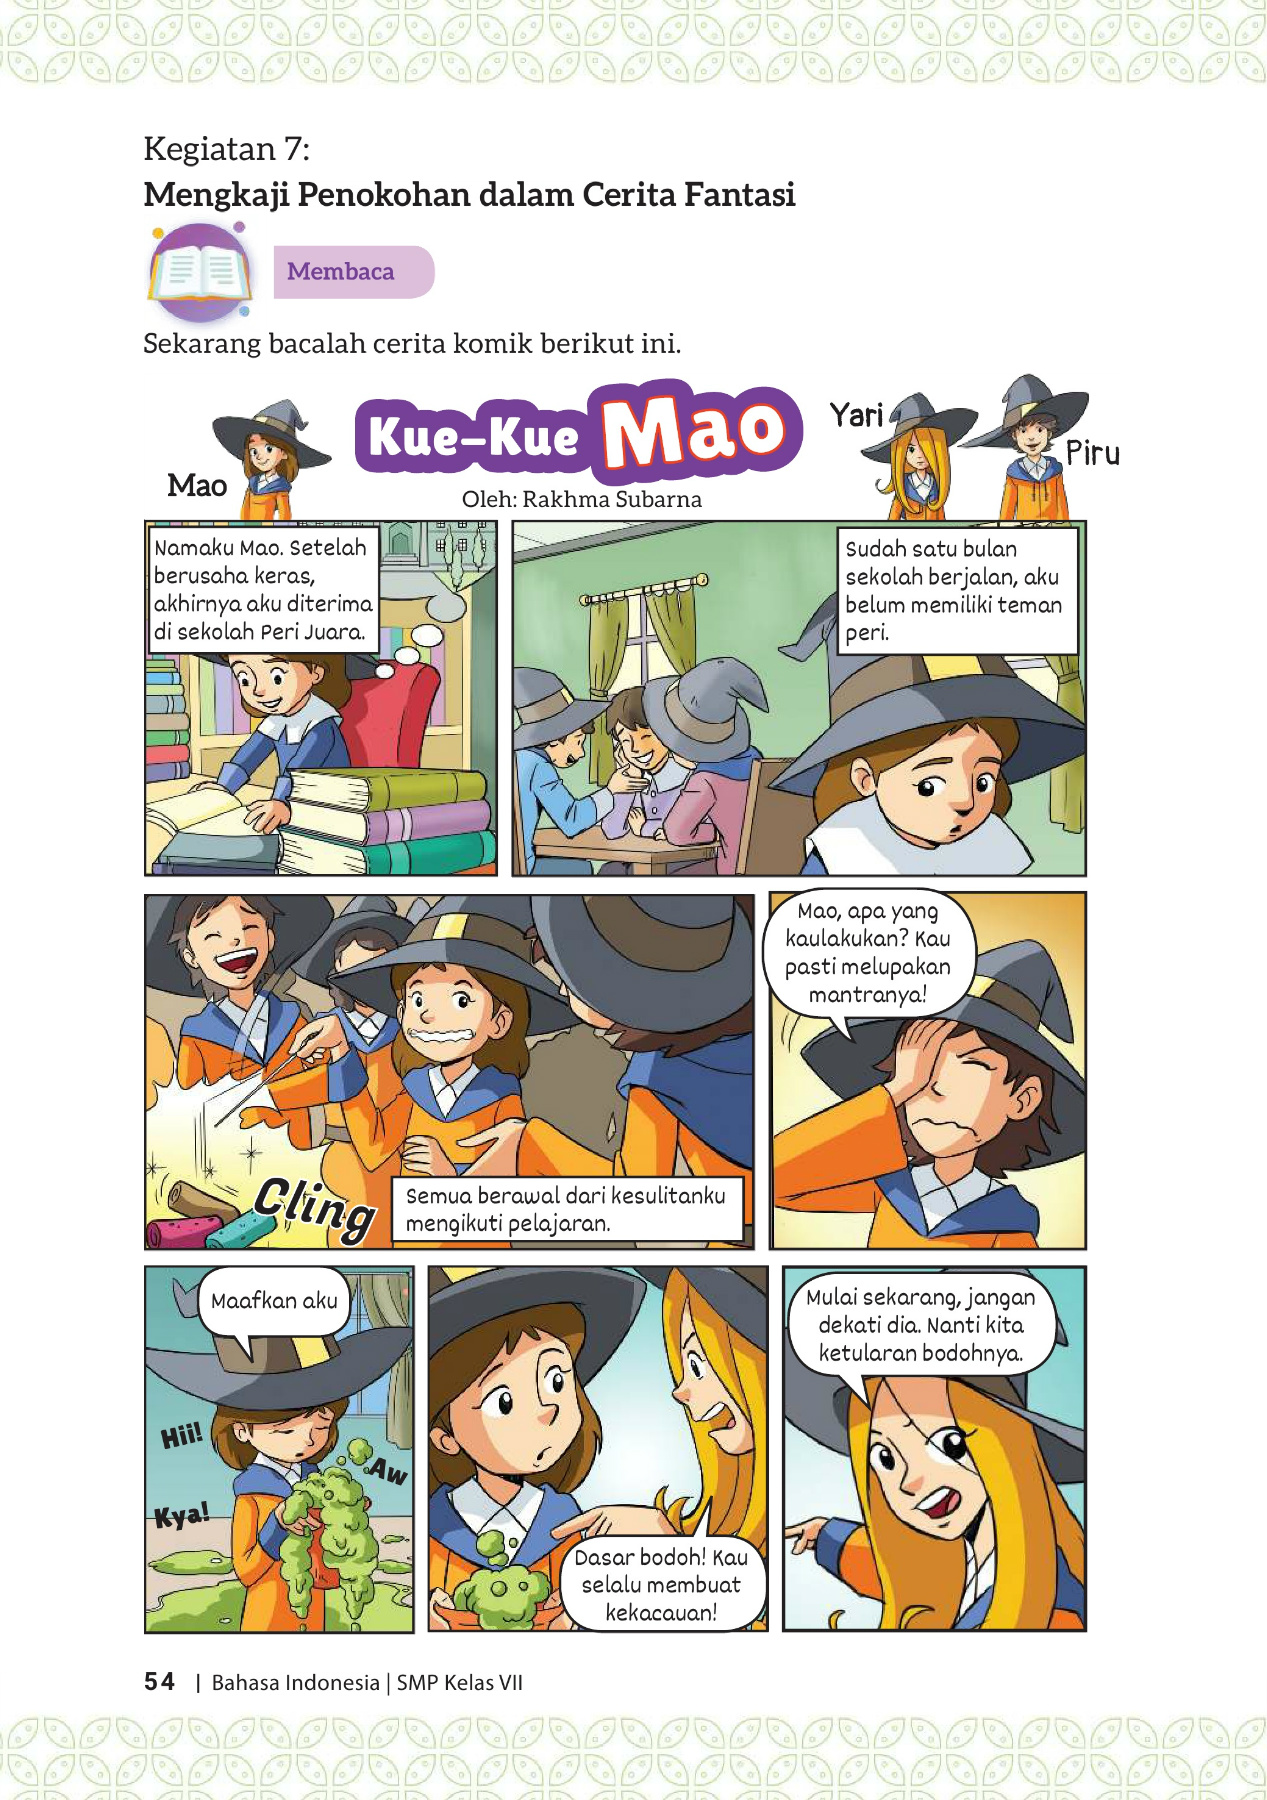 Kegiatan 7:
Mengkaji Penokohan dalam Cerita Fantasi
Membaca
Sekarang bacalah cerita komik berikut ini.
Mao
Kue-Kue Mao
Yari
Piru
Oleh: Rakhma Subarna
Namaku Mao. Setelah
berusaha keras,
akhirnya aku diterima
di sekolah Peri Juara.
Sudah satu bulan
sekolah berjalan, aku
belum memiliki teman
peri.
Cling
Semua berawal dari kesulitanku
mengikuti pelajaran.
Mao, apa yang
kaulakukan? Kau
pasti melupakan
mantranya!
Maafkan aku
Hii!
Aw
Kya!
Dasar bodoh! Kau
selalu membuat
kekacauan!
Mulai sekarang, jangan
dekati dia. Nanti kita
ketularan bodohnya.
54 | Bahasa Indonesia | SMP Kelas VII